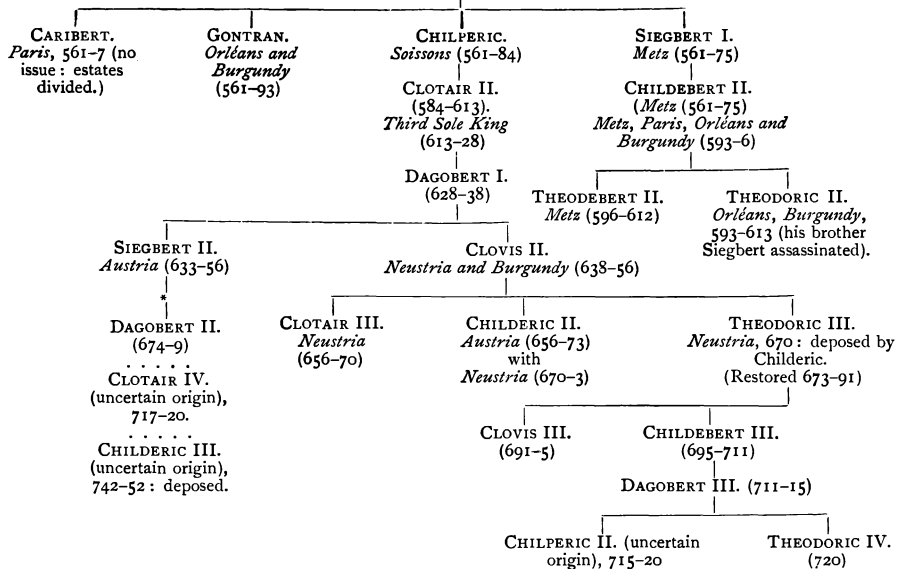 CARIBERT.
Paris, 561–7 (no
issue : estates
divided.)
GONTRAN.
Orléans and
Burgundy
(561–93)
CHILPERIC.
Soissons (561–84)
CLOTAIR II.
(584–613).
Third Sole King
(613–28)
DAGOBERT I.
(628–38)
SIEGBERT I.
Metz (561–75)
CHILDEBERT II.
(Metz (561–75)
Metz, Paris, Orléans and
Burgundy (593–6)
THEODEBERT II.
Metz (596–612)
THEODORIC II.
Orléans, Burgundy,
593–613 (his brother
Siegbert assassinated).
SIEGBERT II.
Austria (633–56)
*
DAGOBERT II.
(674–9)
. . . . .
CLOTAIR IV.
(uncertain origin),
717–20.
. . . . .
CHILDERIC III.
(uncertain origin),
742–52 : deposed.
CLOVIS II.
Neustria and Burgundy (638–56)
CLOTAIR III.
Neustria
(656–70)
CHILDERIC II.
Austria (656–73)
with
Neustria (670–3)
THEODORIC III.
Neustria, 670 : deposed by
Childeric.
(Restored 673–91)
CLOVIS III.
(691–5)
CHILDEBERT III.
(695–711)
DAGOBERT III. (711–15)
CHILPERIC II. (uncertain
origin), 715–20
THEODORIC IV.
(720)